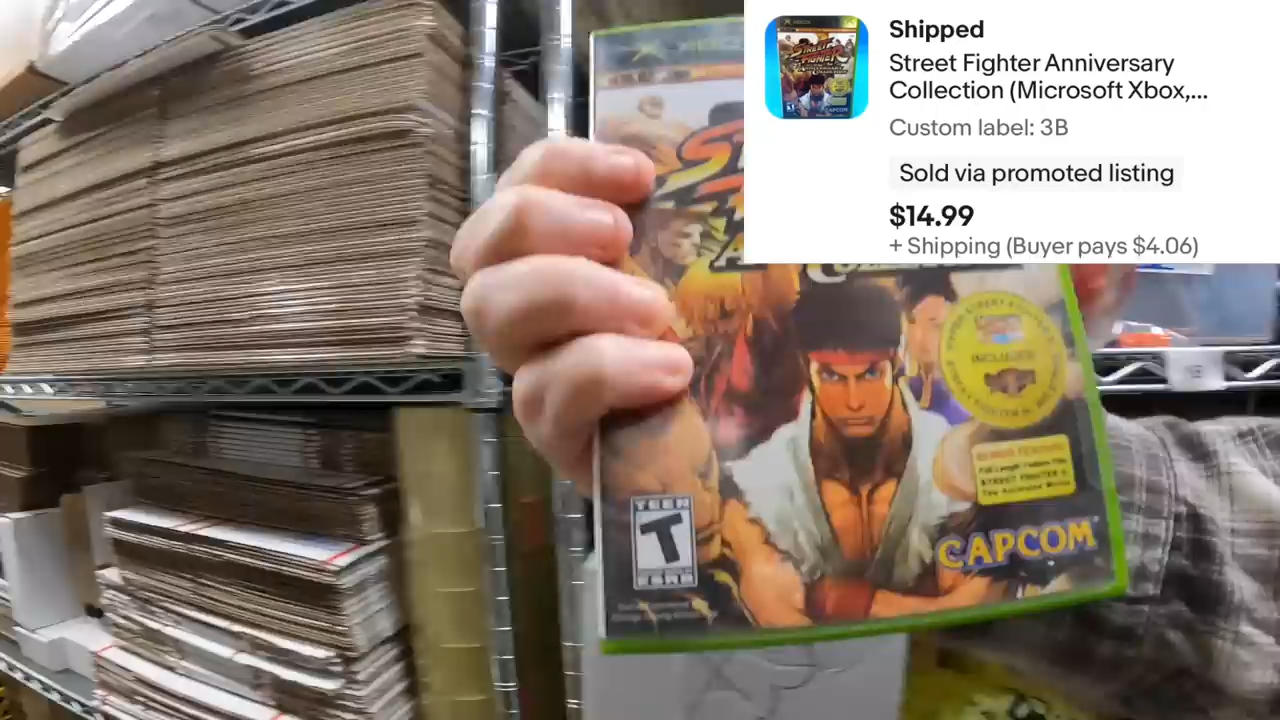 Shipped
Street Fighter Anniversary
Collection (Microsoft Xbox,...
Custom label: 3B
Sold via promoted listing
$14.99
+ Shipping (Buyer pays $4.06)
INCLUDES
TEEN
T
CAPCOM